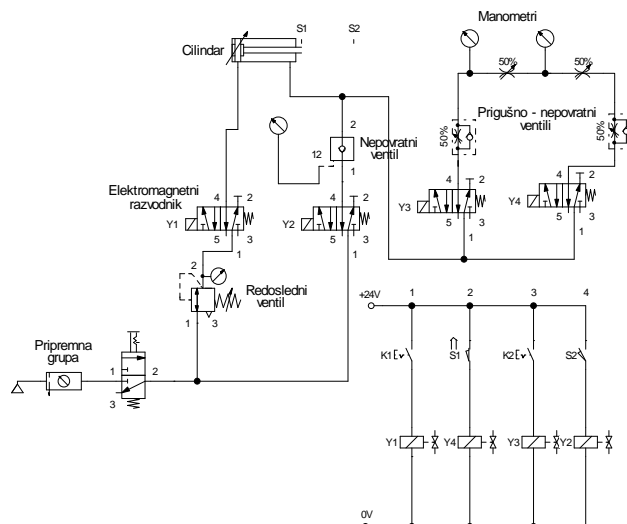 Manometri
S1 S2
Cilindar
50% 50%
Prigušno - nepovratni
ventili
50% 50%
2
Nepovratni
ventil
12
1
Elektromagnetni
razvodnik
4 2
Y1
5 3
1
4 2
Y2
5 3
1
4 2
Y3
5 3
1
4 2
Y4
5 3
1
2
Redosledni
ventil
1 3
Pripremna
grupa
1 2
3
+24V
1 2 3 4
K1 S1 K2 S2
Y1 Y4 Y3 Y2
0V